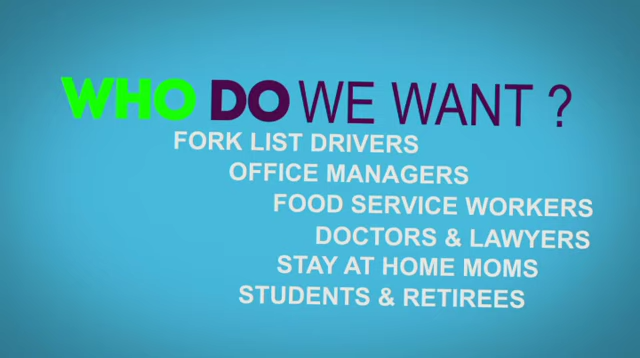 WHO DO WE WANT ?
FORK LIST DRIVERS
OFFICE MANAGERS
FOOD SERVICE WORKERS
DOCTORS & LAWYERS
STAY AT HOME MOMS
STUDENTS & RETIREES